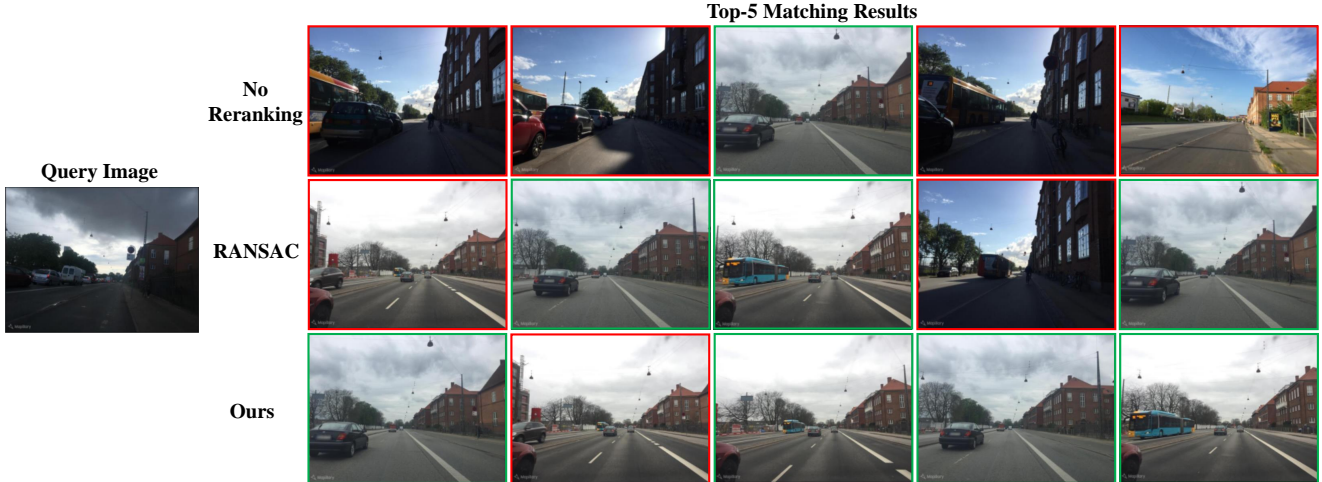 Top-5 Matching Results
No
Reranking
Query Image
RANSAC
Ours